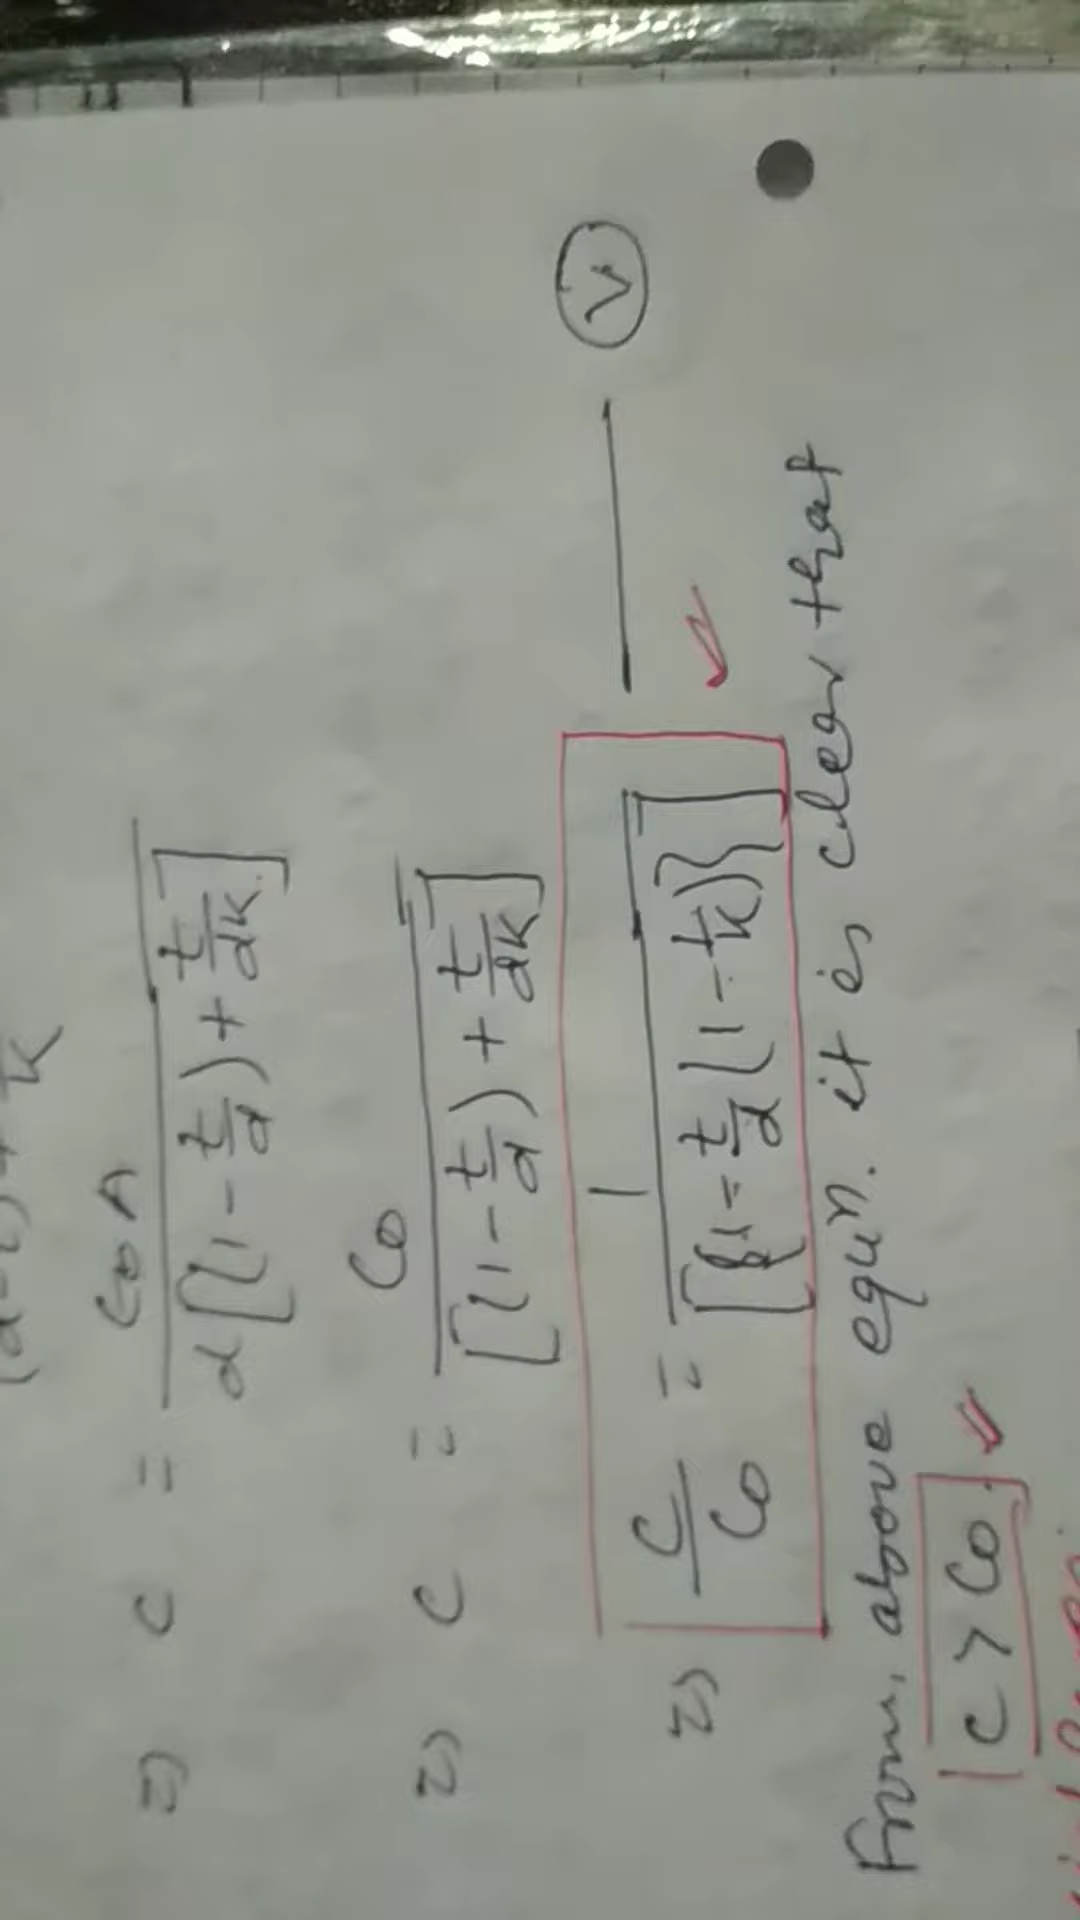 =) C = ε₀A / d[(1 - t/d) + t/dK]
=) C = C₀ / [(1 - t/d) + t/dK]
=) C/C₀ = 1 / [{1 - t/d (1 - 1/K)}] —— (V)
From, above equⁿ. it is clear that
C > C₀.